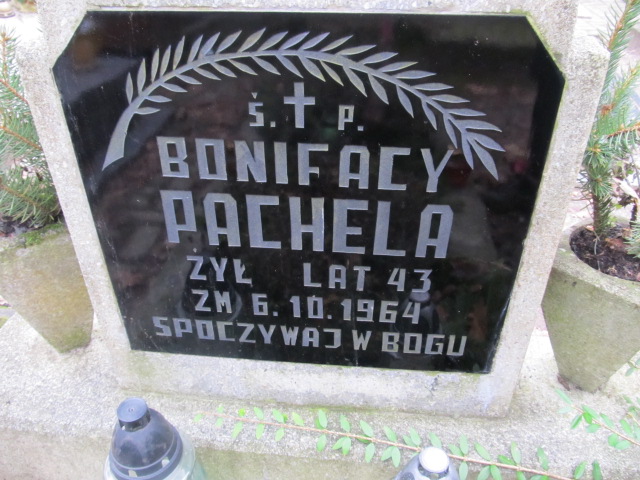 Ś. P.
BONIFACY
PACHELA
ŻYŁ LAT 43
ZM 6.10.1964
SPOCZYWAJ W BOGU